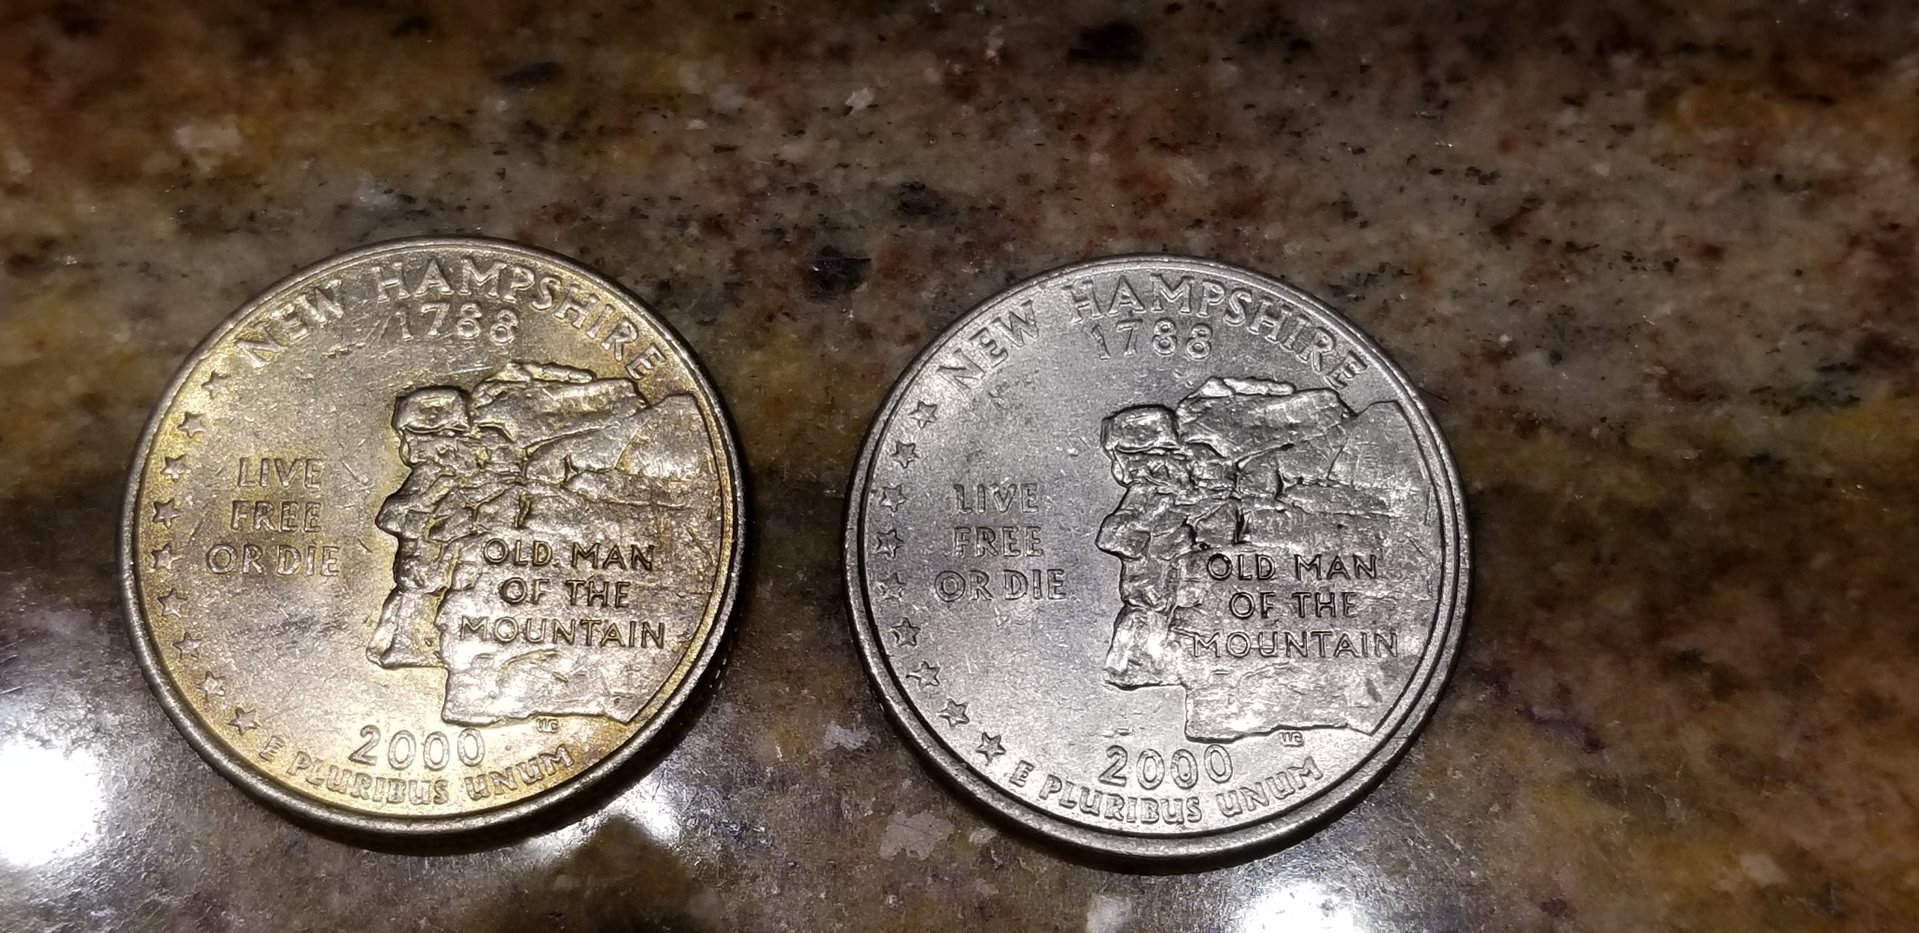 NEW HAMPSHIRE
1788
LIVE
FREE
OR DIE
OLD MAN
OF THE
MOUNTAIN
2000
E PLURIBUS UNUM
NEW HAMPSHIRE
1788
LIVE
FREE
OR DIE
OLD MAN
OF THE
MOUNTAIN
2000
E PLURIBUS UNUM